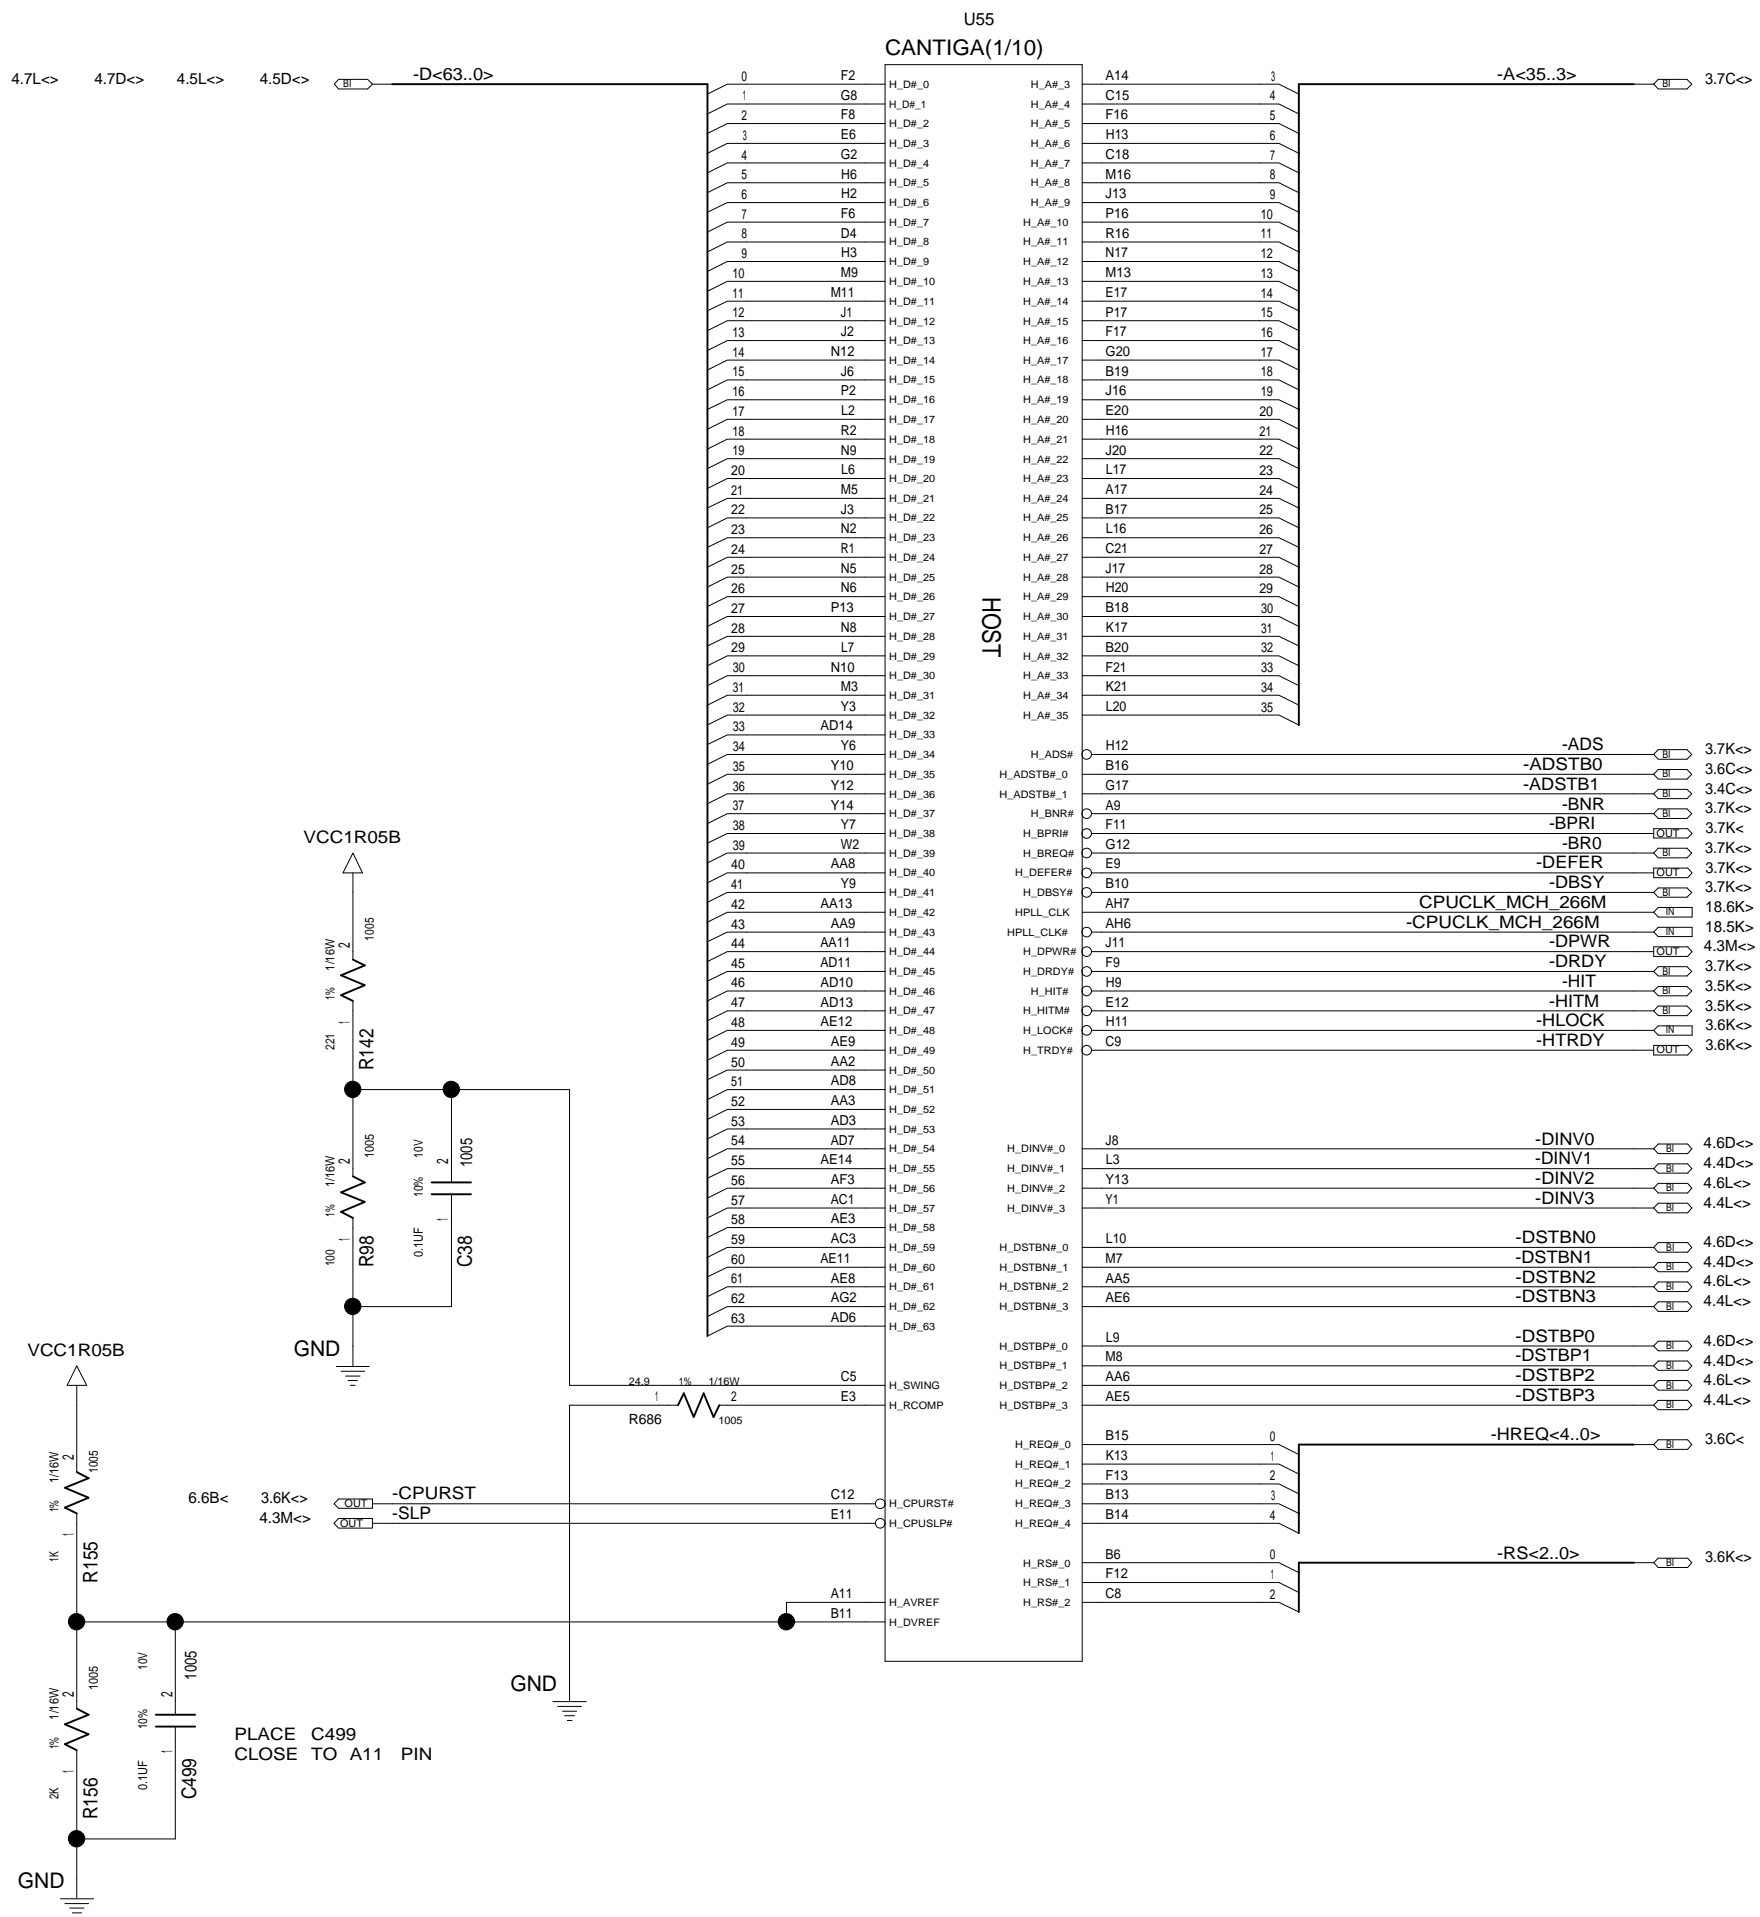 U55
CANTIGA(1/10)
4.7L<> 4.7D<> 4.5L<> 4.5D<> BI -D<63..0>
-A<35..3> BI 3.7C<>
0 F2 H_D#_0 H_A#_3 A14 3
1 G8 H_D#_1 H_A#_4 C15 4
2 F8 H_D#_2 H_A#_5 F16 5
3 E6 H_D#_3 H_A#_6 H13 6
4 G2 H_D#_4 H_A#_7 C18 7
5 H6 H_D#_5 H_A#_8 M16 8
6 H2 H_D#_6 H_A#_9 J13 9
7 F6 H_D#_7 H_A#_10 P16 10
8 D4 H_D#_8 H_A#_11 R16 11
9 H3 H_D#_9 H_A#_12 N17 12
10 M9 H_D#_10 H_A#_13 M13 13
11 M11 H_D#_11 H_A#_14 E17 14
12 J1 H_D#_12 H_A#_15 P17 15
13 J2 H_D#_13 H_A#_16 F17 16
14 N12 H_D#_14 H_A#_17 G20 17
15 J6 H_D#_15 H_A#_18 B19 18
16 P2 H_D#_16 H_A#_19 J16 19
17 L2 H_D#_17 H_A#_20 E20 20
18 R2 H_D#_18 H_A#_21 H16 21
19 N9 H_D#_19 H_A#_22 J20 22
20 L6 H_D#_20 H_A#_23 L17 23
21 M5 H_D#_21 H_A#_24 A17 24
22 J3 H_D#_22 H_A#_25 B17 25
23 N2 H_D#_23 H_A#_26 L16 26
24 R1 H_D#_24 H_A#_27 C21 27
25 N5 H_D#_25 H_A#_28 J17 28
26 N6 H_D#_26 H_A#_29 H20 29
27 P13 H_D#_27 H_A#_30 B18 30
28 N8 H_D#_28 H_A#_31 K17 31
29 L7 H_D#_29 H_A#_32 B20 32
30 N10 H_D#_30 H_A#_33 F21 33
31 M3 H_D#_31 H_A#_34 K21 34
32 Y3 H_D#_32 H_A#_35 L20 35
HOST
33 AD14 H_D#_33
34 Y6 H_D#_34 H_ADS# H12 -ADS BI 3.7K<>
35 Y10 H_D#_35 H_ADSTB#_0 B16 -ADSTB0 BI 3.6C<>
36 Y12 H_D#_36 H_ADSTB#_1 G17 -ADSTB1 BI 3.4C<>
37 Y14 H_D#_37 H_BNR# A9 -BNR BI 3.7K<>
38 Y7 H_D#_38 H_BPRI# F11 -BPRI OUT 3.7K<
39 W2 H_D#_39 H_BREQ# G12 -BR0 BI 3.7K<>
40 AA8 H_D#_40 H_DEFER# E9 -DEFER OUT 3.7K<>
41 Y9 H_D#_41 H_DBSY# B10 -DBSY BI 3.7K<>
42 AA13 H_D#_42 HPLL_CLK AH7 CPUCLK_MCH_266M IN 18.6K>
43 AA9 H_D#_43 HPLL_CLK# AH6 -CPUCLK_MCH_266M IN 18.5K>
44 AA11 H_D#_44 H_DPWR# J11 -DPWR OUT 4.3M<>
45 AD11 H_D#_45 H_DRDY# F9 -DRDY BI 3.7K<>
46 AD10 H_D#_46 H_HIT# H9 -HIT BI 3.5K<>
47 AD13 H_D#_47 H_HITM# E12 -HITM BI 3.5K<>
48 AE12 H_D#_48 H_LOCK# H11 -HLOCK IN 3.6K<>
49 AE9 H_D#_49 H_TRDY# C9 -HTRDY OUT 3.6K<>
50 AA2 H_D#_50
51 AD8 H_D#_51
52 AA3 H_D#_52
53 AD3 H_D#_53
54 AD7 H_D#_54 H_DINV#_0 J8 -DINV0 BI 4.6D<>
55 AE14 H_D#_55 H_DINV#_1 L3 -DINV1 BI 4.4D<>
56 AF3 H_D#_56 H_DINV#_2 Y13 -DINV2 BI 4.6L<>
57 AC1 H_D#_57 H_DINV#_3 Y1 -DINV3 BI 4.4L<>
58 AE3 H_D#_58
59 AC3 H_D#_59 H_DSTBN#_0 L10 -DSTBN0 BI 4.6D<>
60 AE11 H_D#_60 H_DSTBN#_1 M7 -DSTBN1 BI 4.4D<>
61 AE8 H_D#_61 H_DSTBN#_2 AA5 -DSTBN2 BI 4.6L<>
62 AG2 H_D#_62 H_DSTBN#_3 AE6 -DSTBN3 BI 4.4L<>
63 AD6 H_D#_63
H_DSTBP#_0 L9 -DSTBP0 BI 4.6D<>
H_DSTBP#_1 M8 -DSTBP1 BI 4.4D<>
C5 H_SWING H_DSTBP#_2 AA6 -DSTBP2 BI 4.6L<>
E3 H_RCOMP H_DSTBP#_3 AE5 -DSTBP3 BI 4.4L<>
24.9 1% 1/16W
1 2
R686 1005
H_REQ#_0 B15 0 -HREQ<4..0> BI 3.6C<
H_REQ#_1 K13 1
H_REQ#_2 F13 2
6.6B< 3.6K<> OUT -CPURST C12 H_CPURST# H_REQ#_3 B13 3
4.3M<> OUT -SLP E11 H_CPUSLP# H_REQ#_4 B14 4
H_RS#_0 B6 0 -RS<2..0> BI 3.6K<>
H_RS#_1 F12 1
A11 H_AVREF H_RS#_2 C8 2
B11 H_DVREF
VCC1R05B
221 1% 1/16W
1 2
R142 1005
100 1% 1/16W
1 2
R98 1005
0.1UF 10% 10V
1 2
C38 1005
GND
VCC1R05B
1K 1% 1/16W
1 2
R155 1005
2K 1% 1/16W
1 2
R156 1005
0.1UF 10% 10V
1 2
C499 1005
PLACE C499
CLOSE TO A11 PIN
GND
GND